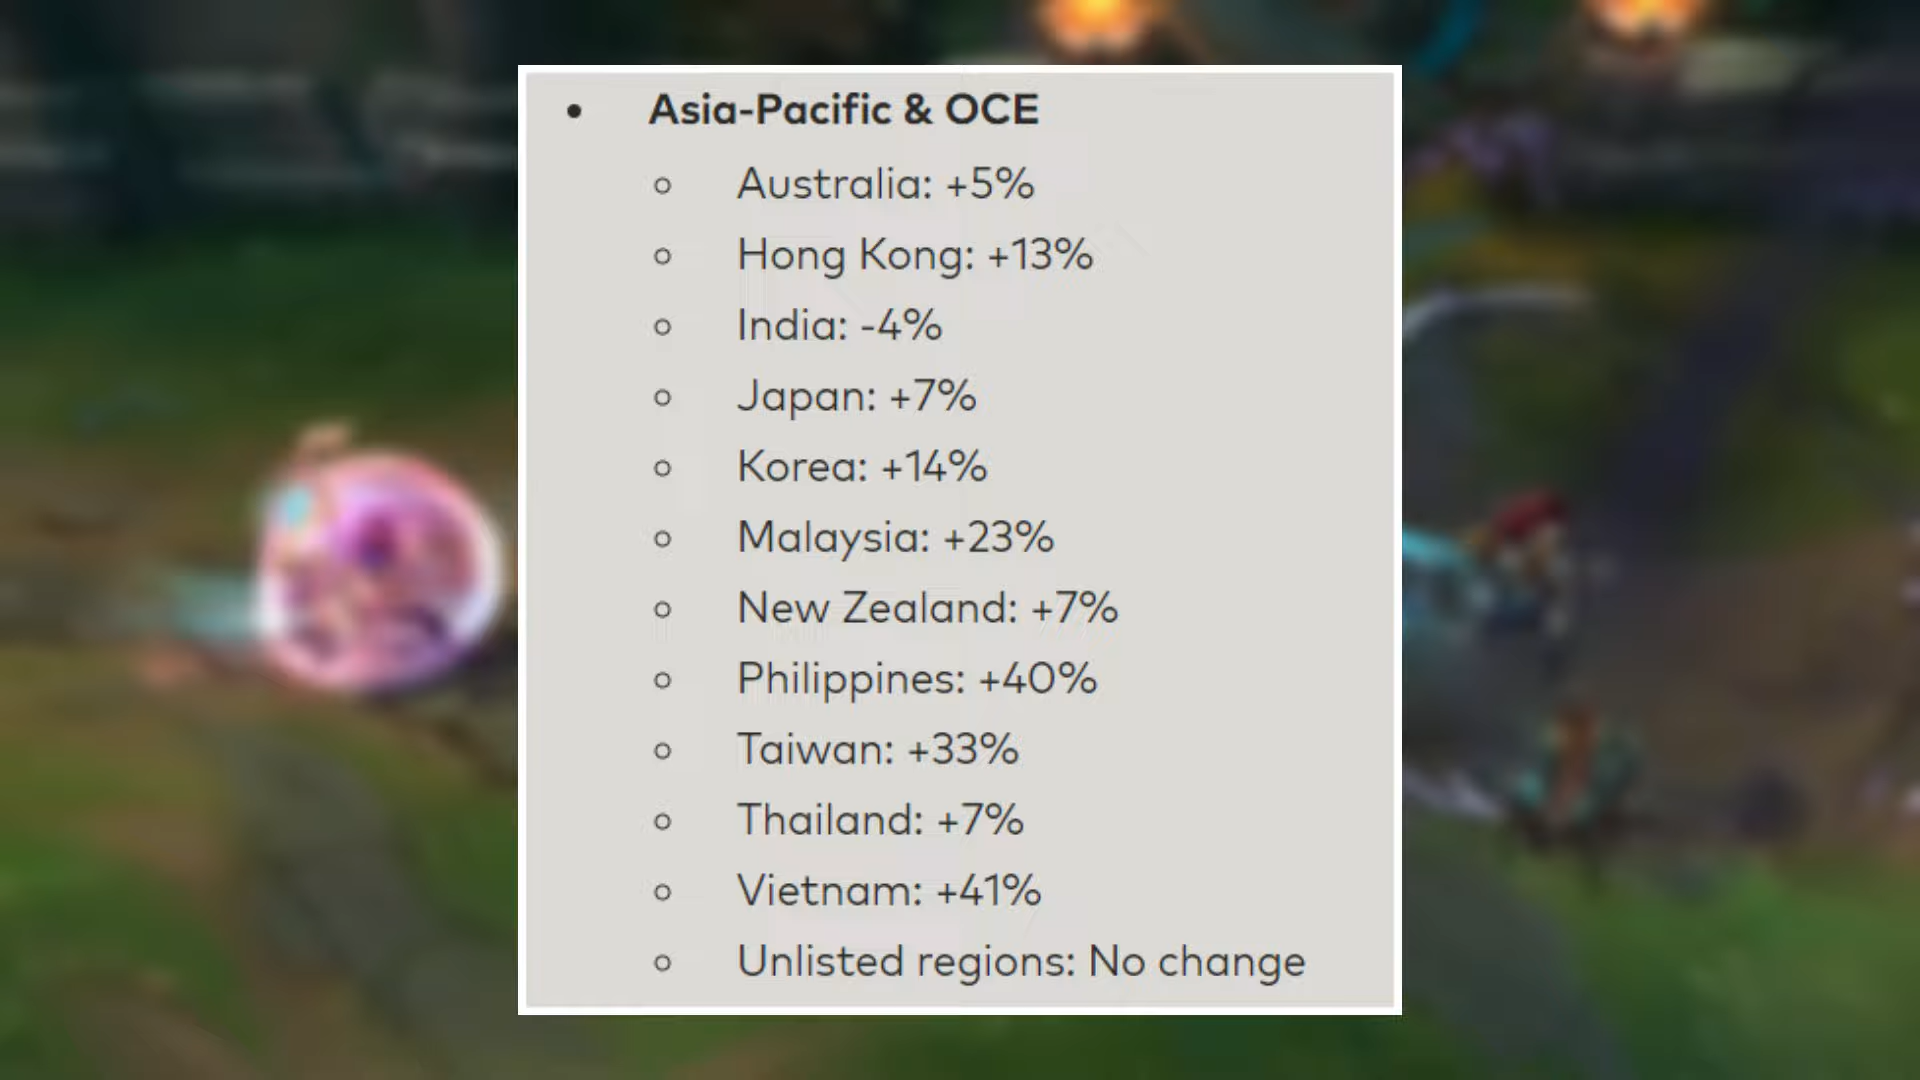 • Asia-Pacific & OCE
○ Australia: +5%
○ Hong Kong: +13%
○ India: -4%
○ Japan: +7%
○ Korea: +14%
○ Malaysia: +23%
○ New Zealand: +7%
○ Philippines: +40%
○ Taiwan: +33%
○ Thailand: +7%
○ Vietnam: +41%
○ Unlisted regions: No change